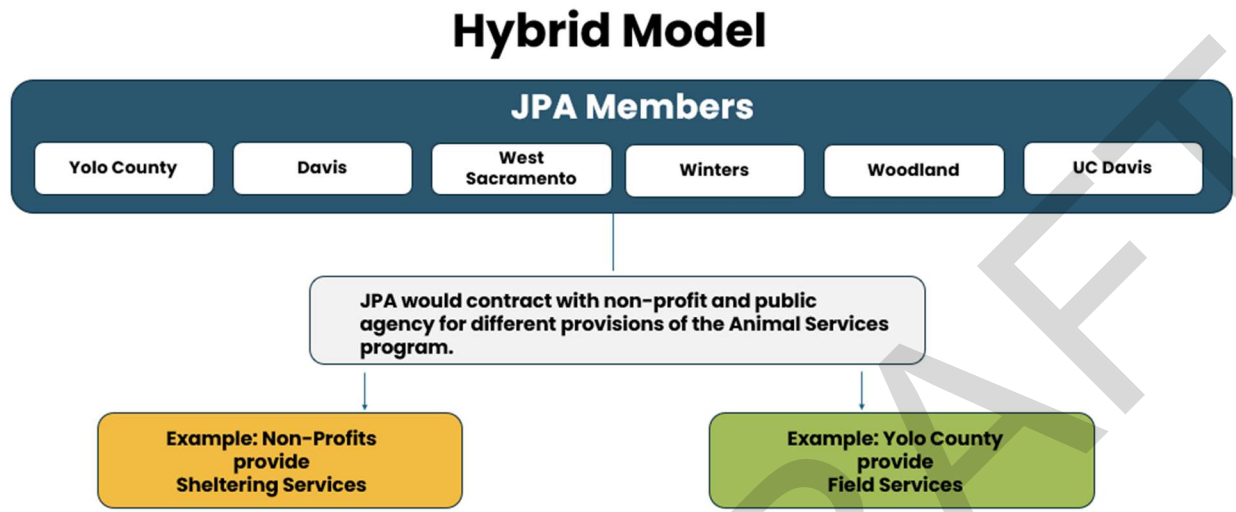 Hybrid Model
JPA Members
Yolo County
Davis
West
Sacramento
Winters
Woodland
UC Davis
JPA would contract with non-profit and public
agency for different provisions of the Animal Services
program.
Example: Non-Profits
provide
Sheltering Services
Example: Yolo County
provide
Field Services